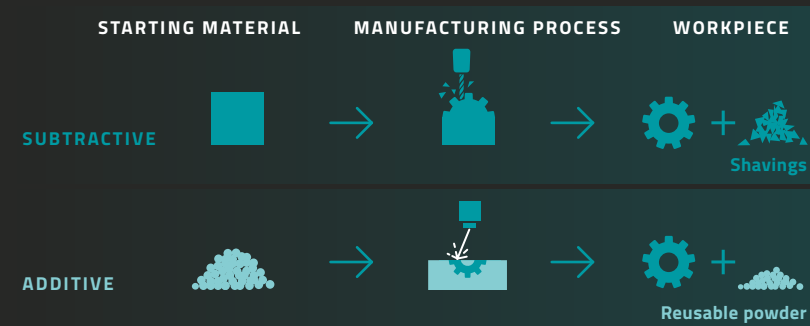 STARTING MATERIAL
MANUFACTURING PROCESS
WORKPIECE
SUBTRACTIVE
Shavings
ADDITIVE
Reusable powder